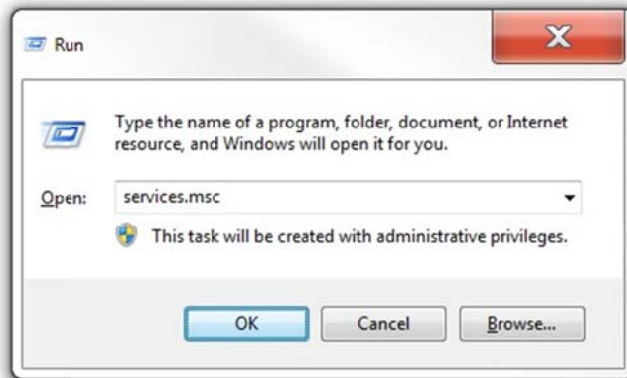 Run
Type the name of a program, folder, document, or Internet
resource, and Windows will open it for you.
Open: services.msc
This task will be created with administrative privileges.
OK Cancel Browse...